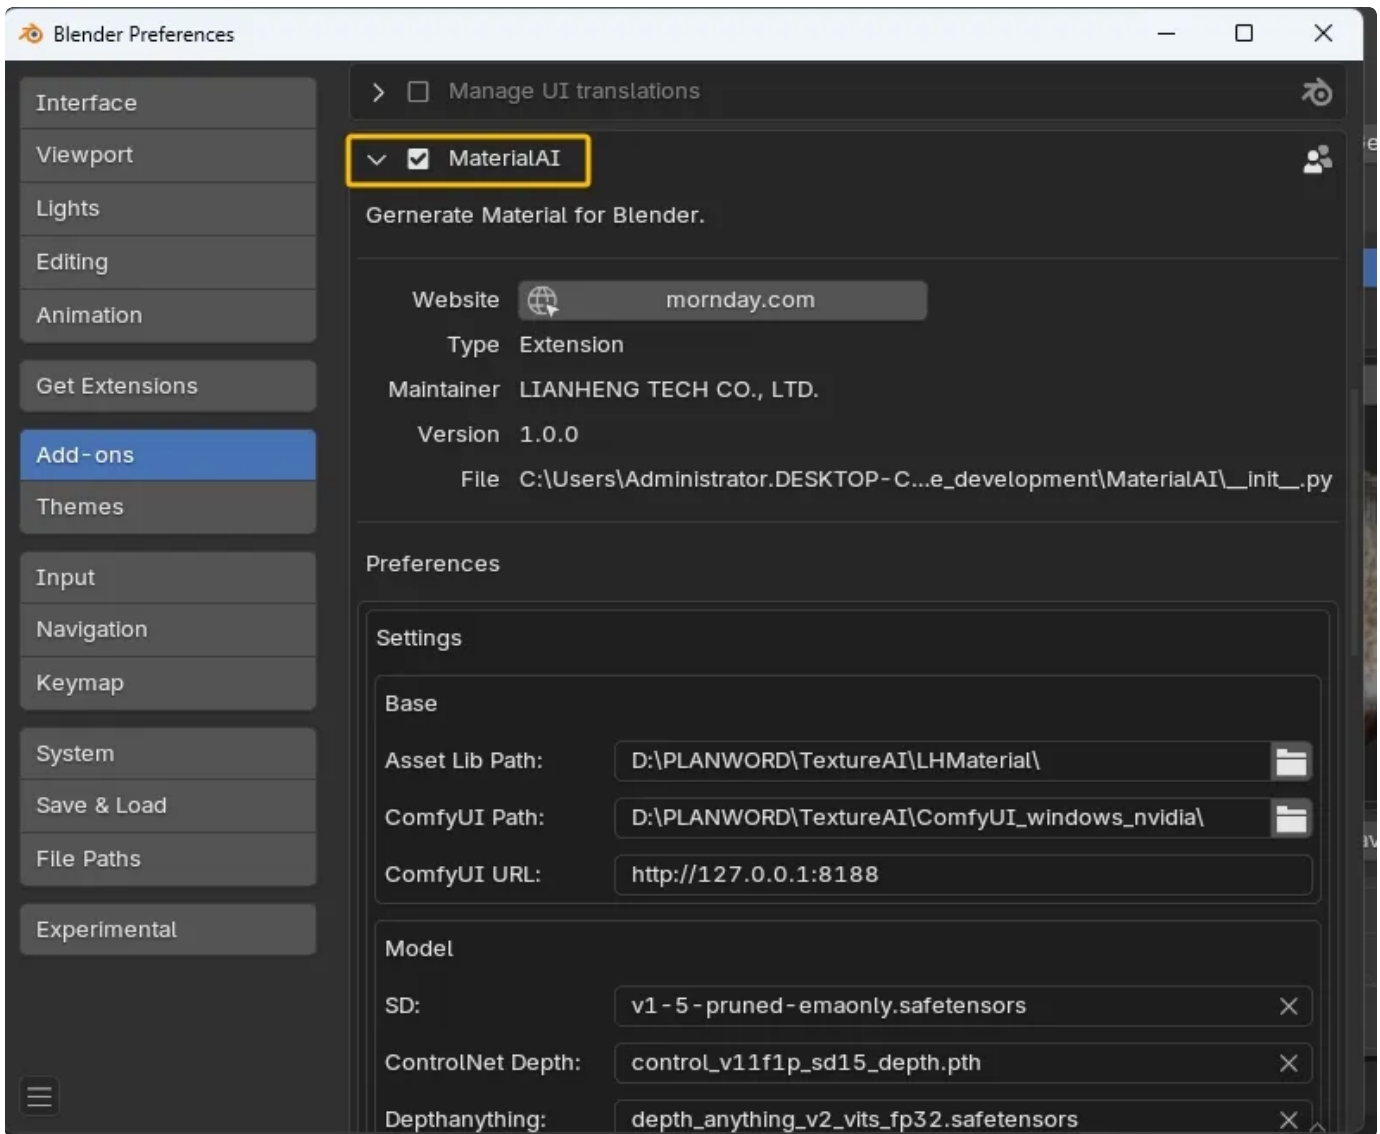 Blender Preferences
Interface
Viewport
Lights
Editing
Animation
Get Extensions
Add-ons
Themes
Input
Navigation
Keymap
System
Save & Load
File Paths
Experimental
Manage UI translations
MaterialAI
Gernerate Material for Blender.
Website mornday.com
Type Extension
Maintainer LIANHENG TECH CO., LTD.
Version 1.0.0
File C:\Users\Administrator.DESKTOP-C...e_development\MaterialAI\__init__.py
Preferences
Settings
Base
Asset Lib Path: D:\PLANWORD\TextureAI\LHMaterial\
ComfyUI Path: D:\PLANWORD\TextureAI\ComfyUI_windows_nvidia\
ComfyUI URL: http://127.0.0.1:8188
Model
SD: v1-5-pruned-emaonly.safetensors
ControlNet Depth: control_v11f1p_sd15_depth.pth
Depthanything: depth_anything_v2_vits_fp32.safetensors